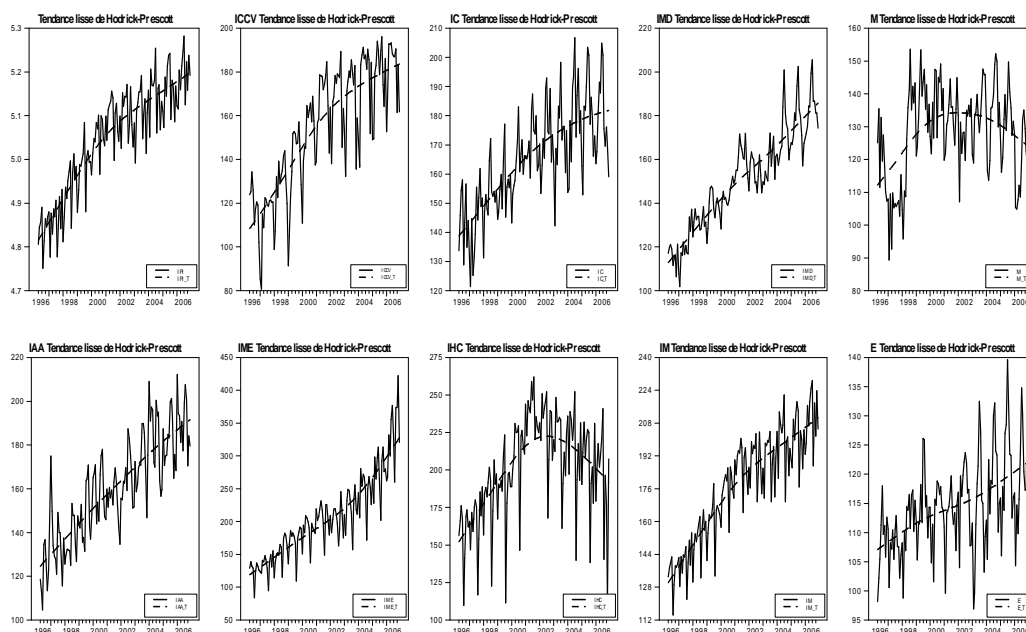 Tendance lisse de Hodrick-Prescott
5.3
5.2
5.1
5.0
4.9
4.8
4.7
1996 1998 2000 2002 2004 2006
IPI
IPI_T
ICCV Tendance lisse de Hodrick-Prescott
200
180
160
140
120
100
80
1996 1998 2000 2002 2004 2006
ICCV
ICCV_T
IC Tendance lisse de Hodrick-Prescott
210
200
190
180
170
160
150
140
130
120
1996 1998 2000 2002 2004 2006
IC
IC_T
IMD Tendance lisse de Hodrick-Prescott
220
200
180
160
140
120
100
1996 1998 2000 2002 2004 2006
IMD
IMD_T
M Tendance lisse de Hodrick-Prescott
160
150
140
130
120
110
100
90
80
1996 1998 2000 2002 2004 2006
M
M_T
IAA Tendance lisse de Hodrick-Prescott
220
200
180
160
140
120
100
1996 1998 2000 2002 2004 2006
IAA
IAA_T
IME Tendance lisse de Hodrick-Prescott
450
400
350
300
250
200
150
100
50
1996 1998 2000 2002 2004 2006
IME
IME_T
IHC Tendance lisse de Hodrick-Prescott
275
250
225
200
175
150
125
100
1996 1998 2000 2002 2004 2006
IHC
IHC_T
IM Tendance lisse de Hodrick-Prescott
240
224
208
192
176
160
144
128
112
1996 1998 2000 2002 2004 2006
IM
IM_T
E Tendance lisse de Hodrick-Prescott
140
135
130
125
120
115
110
105
100
95
1996 1998 2000 2002 2004 2006
E
E_T